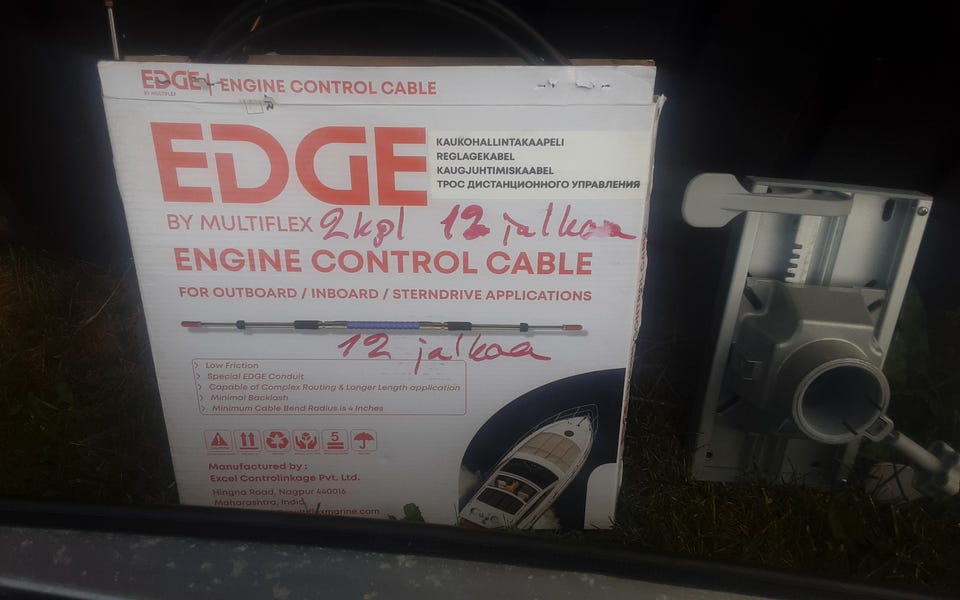 EDGE ENGINE CONTROL CABLE
BY MULTIFLEX
EDGE
KAUKOHALLINTAKAAPELI
REGLAGEKABEL
KAUGJUHTIMISKAABEL
ТРОС ДИСТАНЦИОННОГО УПРАВЛЕНИЯ
BY MULTIFLEX 2kpl 12 jalkaa
ENGINE CONTROL CABLE
FOR OUTBOARD / INBOARD / STERNDRIVE APPLICATIONS
12 jalkaa
> Low Friction
> Special EDGE Conduit
> Capable of Complex Routing & Longer Length application
> Minimal Backlash
> Minimum Cable Bend Radius is 4 Inches
5
Manufactured by :
Excel Controlinkage Pvt. Ltd.
Hingna Road, Nagpur 440016
Maharashtra, India